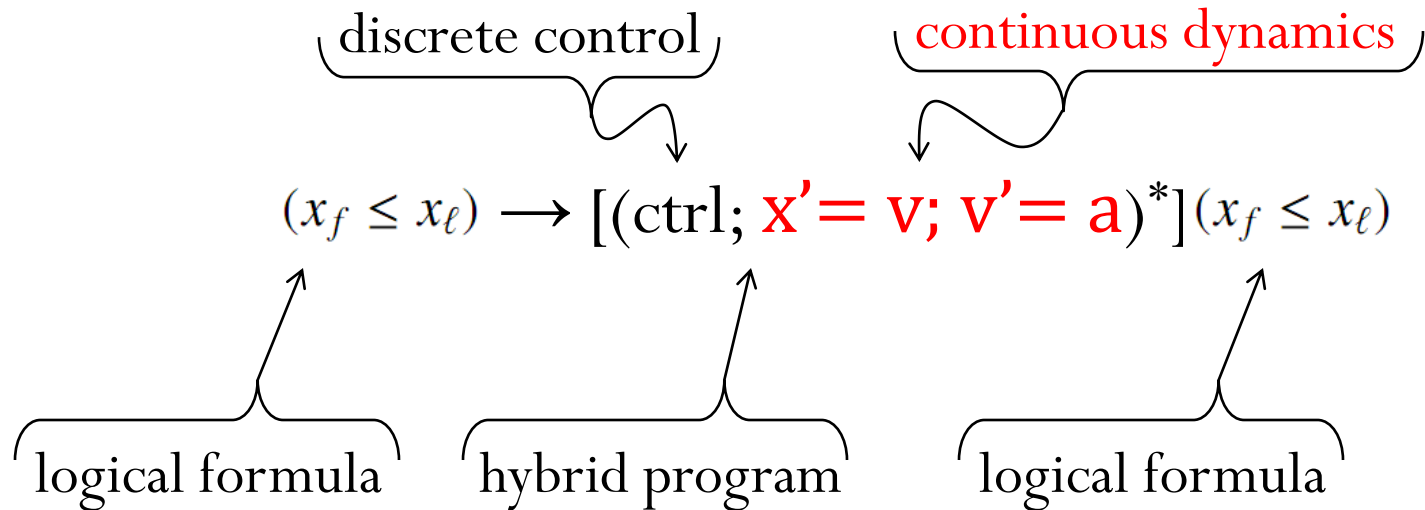 discrete control continuous dynamics
(x_f ≤ x_ℓ) → [(ctrl; x’= v; v’= a)*](x_f ≤ x_ℓ)
logical formula hybrid program logical formula